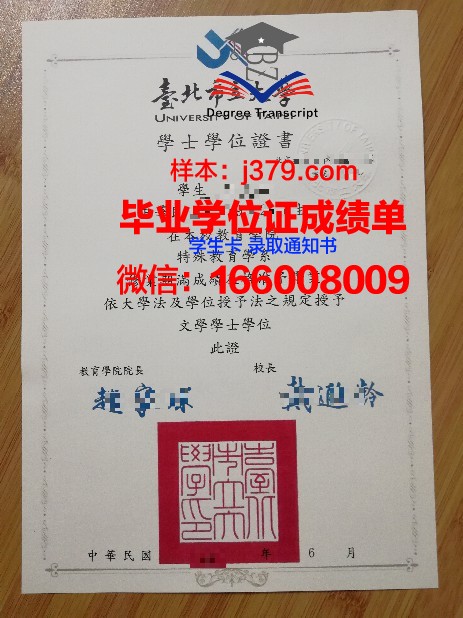 臺北市立大學
Degree Transcript
UNIVERSITY OF TAIPEI
學士學位證書
样本：j379.com
學生
毕业学位证成绩单
在本校教育學院
学生卡 录取通知书
特殊教育學系
微信：166008009
依大學法及學位授予法之規定授予
文學學士學位
此證
教育學院院長
校長
中華民國 年 6 月